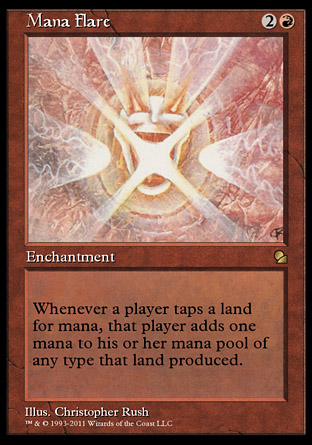 Mana Flare 2
Enchantment
Whenever a player taps a land
for mana, that player adds one
mana to his or her mana pool of
any type that land produced.
Illus. Christopher Rush
™ & © 1993-2011 Wizards of the Coast LLC